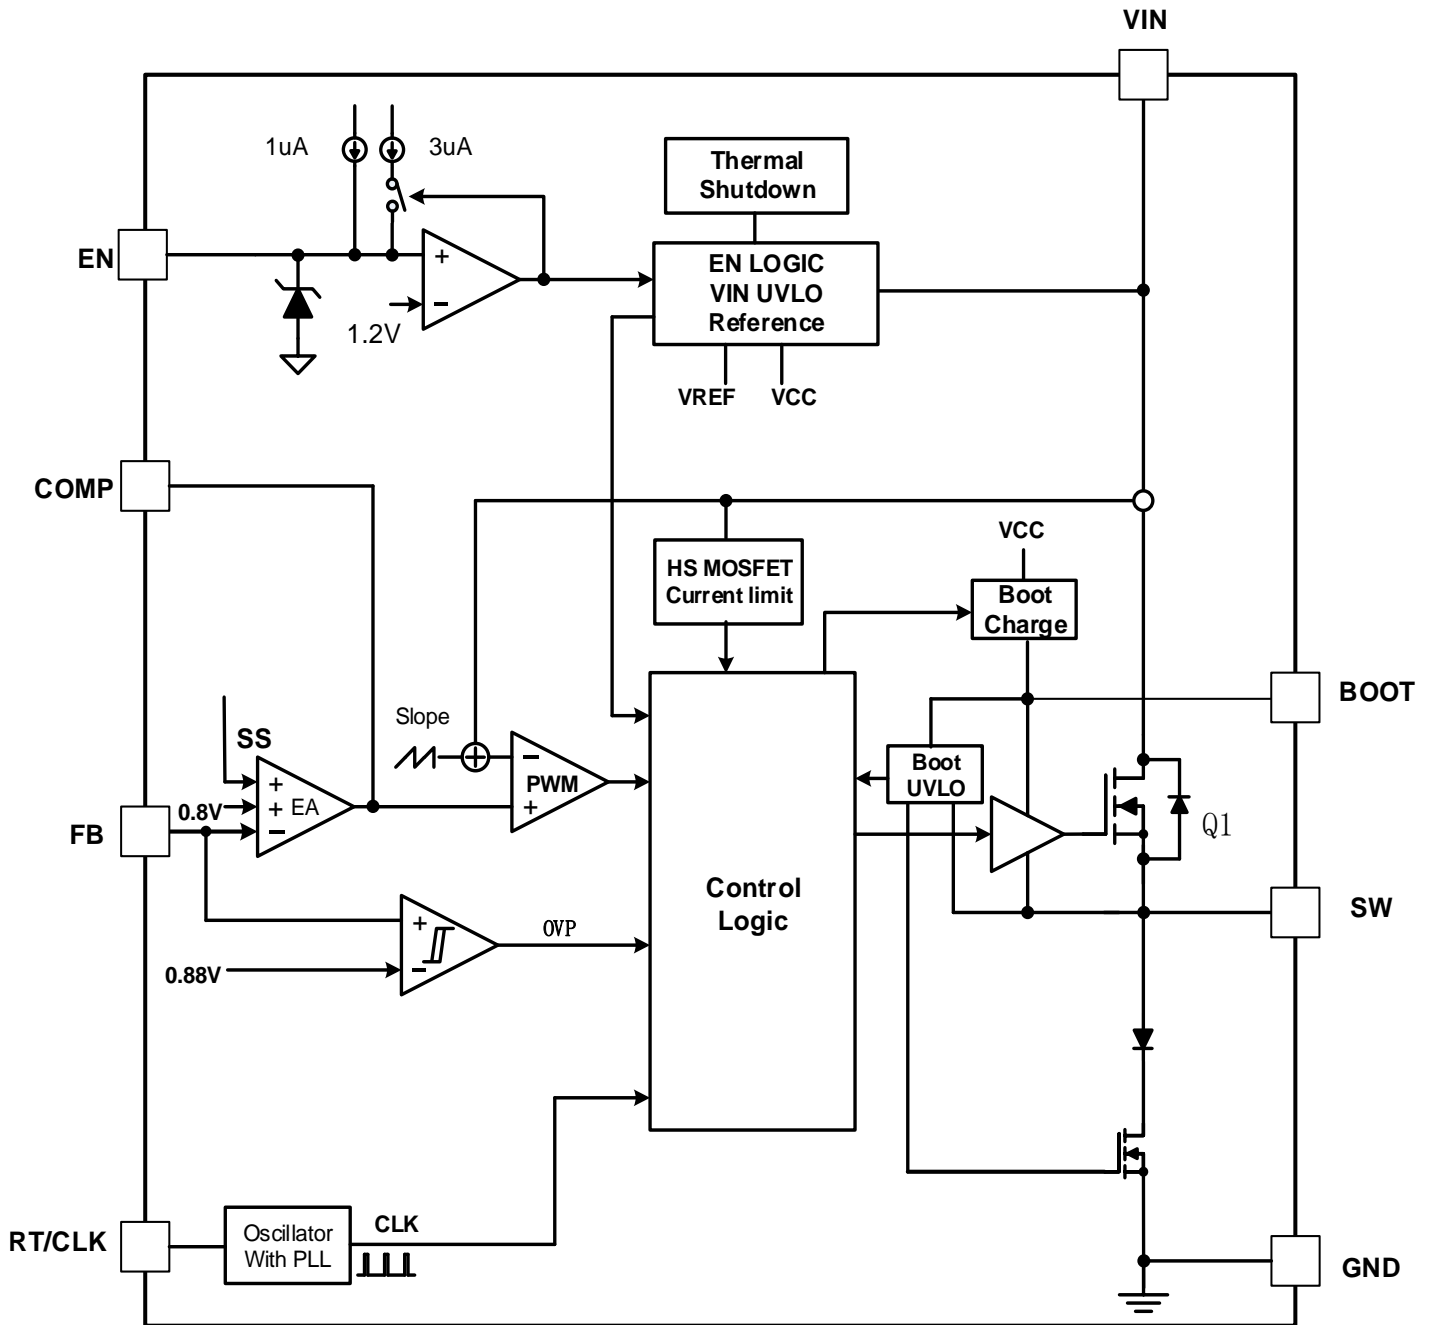 VIN
1uA
3uA
Thermal
Shutdown
EN
+
−
1.2V
EN LOGIC
VIN UVLO
Reference
VREF
VCC
COMP
HS MOSFET
Current limit
VCC
Boot
Charge
BOOT
Slope
SS
+
+
−
EA
0.8V
FB
−
PWM
+
Boot
UVLO
Q1
Control
Logic
SW
+
−
OVP
0.88V
RT/CLK
Oscillator
With PLL
CLK
GND